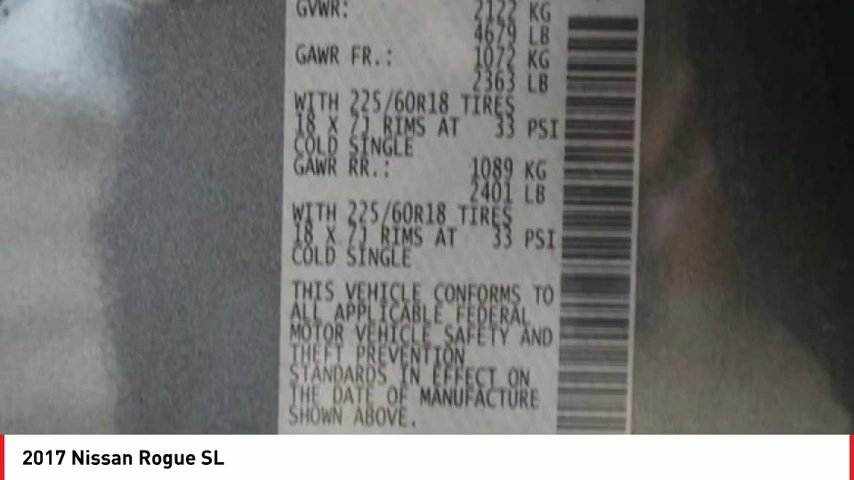 GVWR: 2122 KG
4679 LB
GAWR FR.: 1072 KG
2363 LB
WITH 225/60R18 TIRES
18 X 7J RIMS AT 33 PSI
COLD SINGLE
GAWR RR.: 1089 KG
2401 LB
WITH 225/60R18 TIRES
18 X 7J RIMS AT 33 PSI
COLD SINGLE
THIS VEHICLE CONFORMS TO
ALL APPLICABLE FEDERAL
MOTOR VEHICLE SAFETY AND
THEFT PREVENTION
STANDARDS IN EFFECT ON
THE DATE OF MANUFACTURE
SHOWN ABOVE.
2017 Nissan Rogue SL